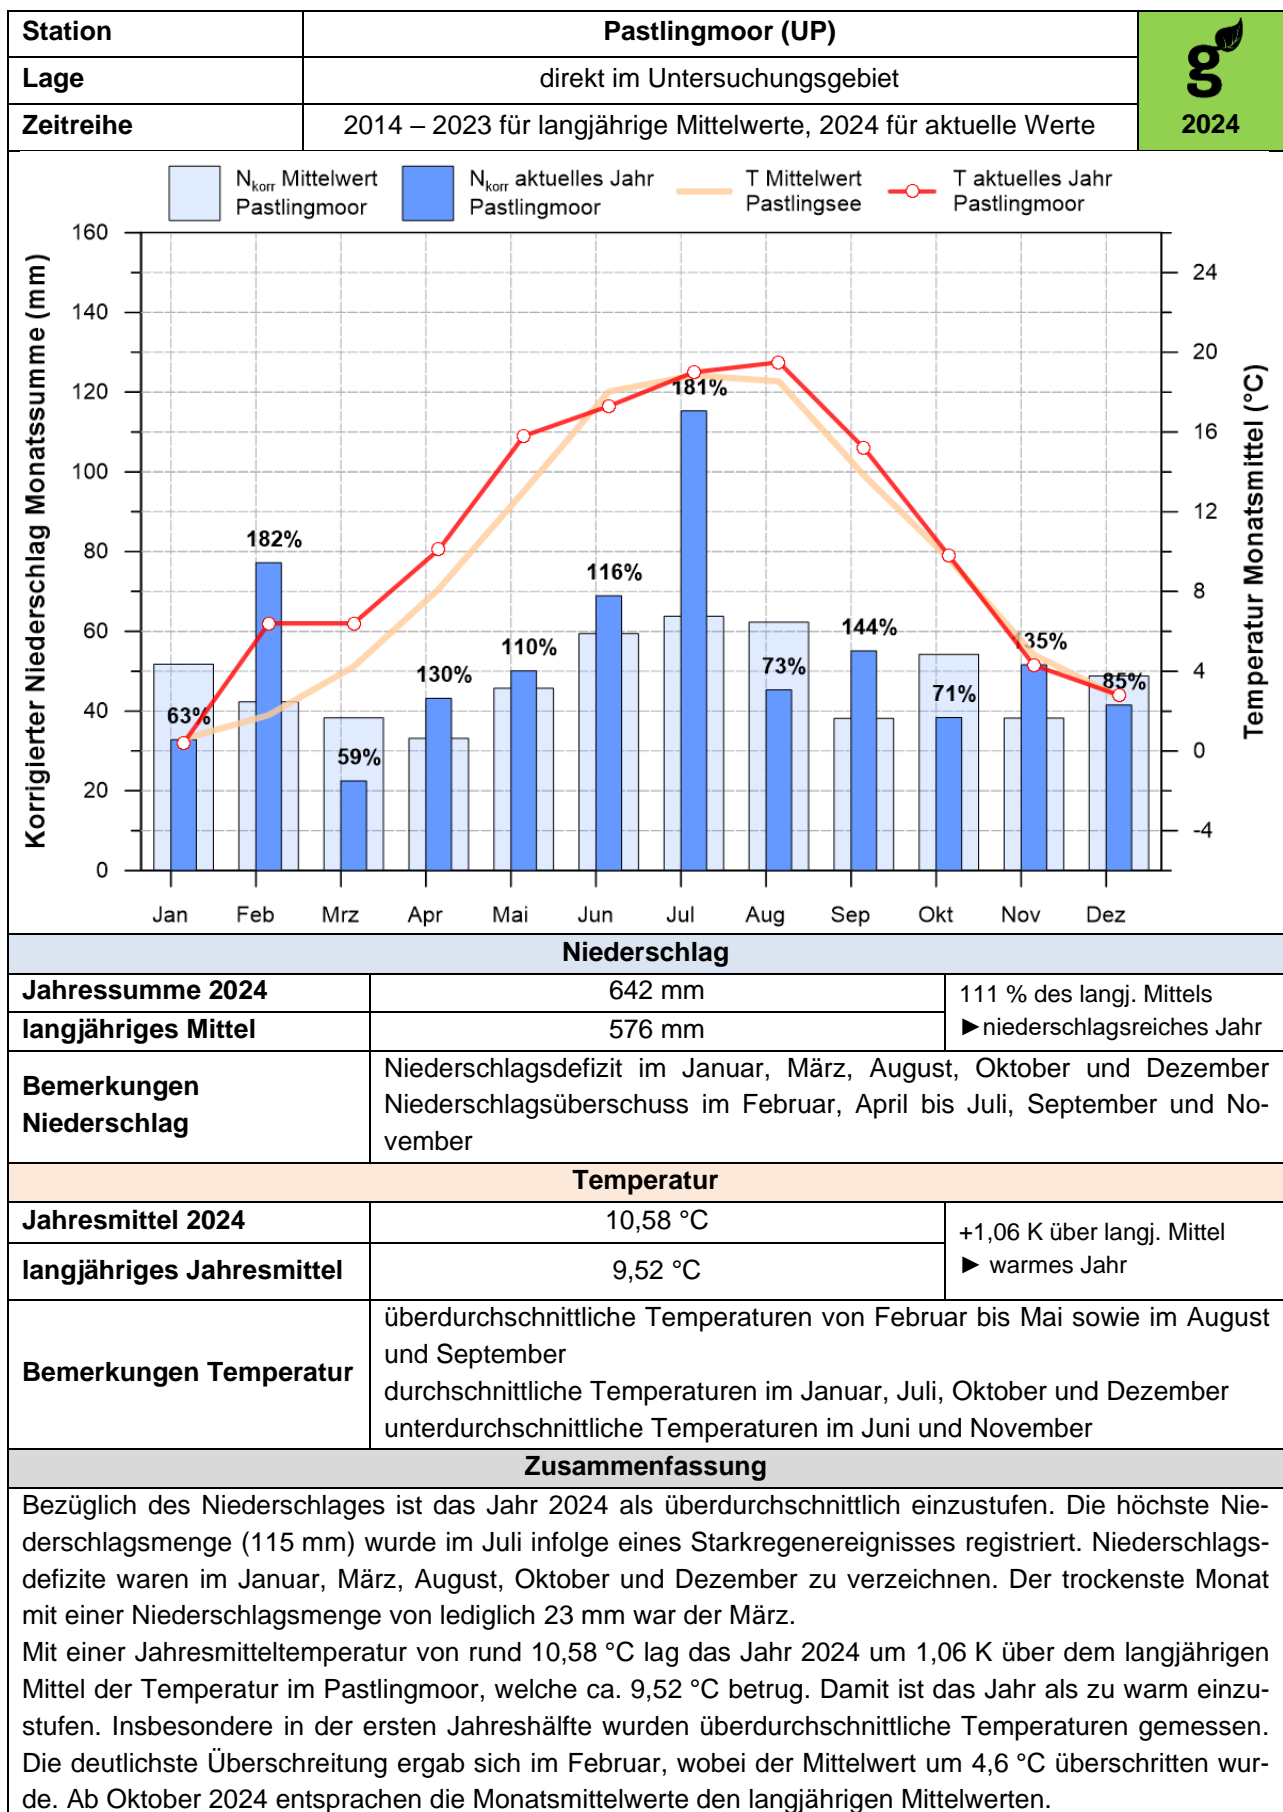 Station Pastlingmoor (UP)
Lage direkt im Untersuchungsgebiet
Zeitreihe 2014 – 2023 für langjährige Mittelwerte, 2024 für aktuelle Werte
g
2024
Nkorr Mittelwert Pastlingmoor
Nkorr aktuelles Jahr Pastlingmoor
T Mittelwert Pastlingsee
T aktuelles Jahr Pastlingmoor
Korrigierter Niederschlag Monatssumme (mm)
160
140
120
100
80
60
40
20
0
63%
182%
59%
130%
110%
116%
181%
73%
144%
71%
135%
85%
24
20
16
12
8
4
0
-4
Temperatur Monatsmittel (°C)
Jan Feb Mrz Apr Mai Jun Jul Aug Sep Okt Nov Dez
Niederschlag
Jahressumme 2024 642 mm
langjähriges Mittel 576 mm
111 % des langj. Mittels
►niederschlagsreiches Jahr
Bemerkungen
Niederschlag
Niederschlagsdefizit im Januar, März, August, Oktober und Dezember
Niederschlagsüberschuss im Februar, April bis Juli, September und No-
vember
Temperatur
Jahresmittel 2024 10,58 °C
langjähriges Jahresmittel 9,52 °C
+1,06 K über langj. Mittel
► warmes Jahr
Bemerkungen Temperatur
überdurchschnittliche Temperaturen von Februar bis Mai sowie im August
und September
durchschnittliche Temperaturen im Januar, Juli, Oktober und Dezember
unterdurchschnittliche Temperaturen im Juni und November
Zusammenfassung
Bezüglich des Niederschlages ist das Jahr 2024 als überdurchschnittlich einzustufen. Die höchste Nie-
derschlagsmenge (115 mm) wurde im Juli infolge eines Starkregenereignisses registriert. Niederschlags-
defizite waren im Januar, März, August, Oktober und Dezember zu verzeichnen. Der trockenste Monat
mit einer Niederschlagsmenge von lediglich 23 mm war der März.
Mit einer Jahresmitteltemperatur von rund 10,58 °C lag das Jahr 2024 um 1,06 K über dem langjährigen
Mittel der Temperatur im Pastlingmoor, welche ca. 9,52 °C betrug. Damit ist das Jahr als zu warm einzu-
stufen. Insbesondere in der ersten Jahreshälfte wurden überdurchschnittliche Temperaturen gemessen.
Die deutlichste Überschreitung ergab sich im Februar, wobei der Mittelwert um 4,6 °C überschritten wur-
de. Ab Oktober 2024 entsprachen die Monatsmittelwerte den langjährigen Mittelwerten.